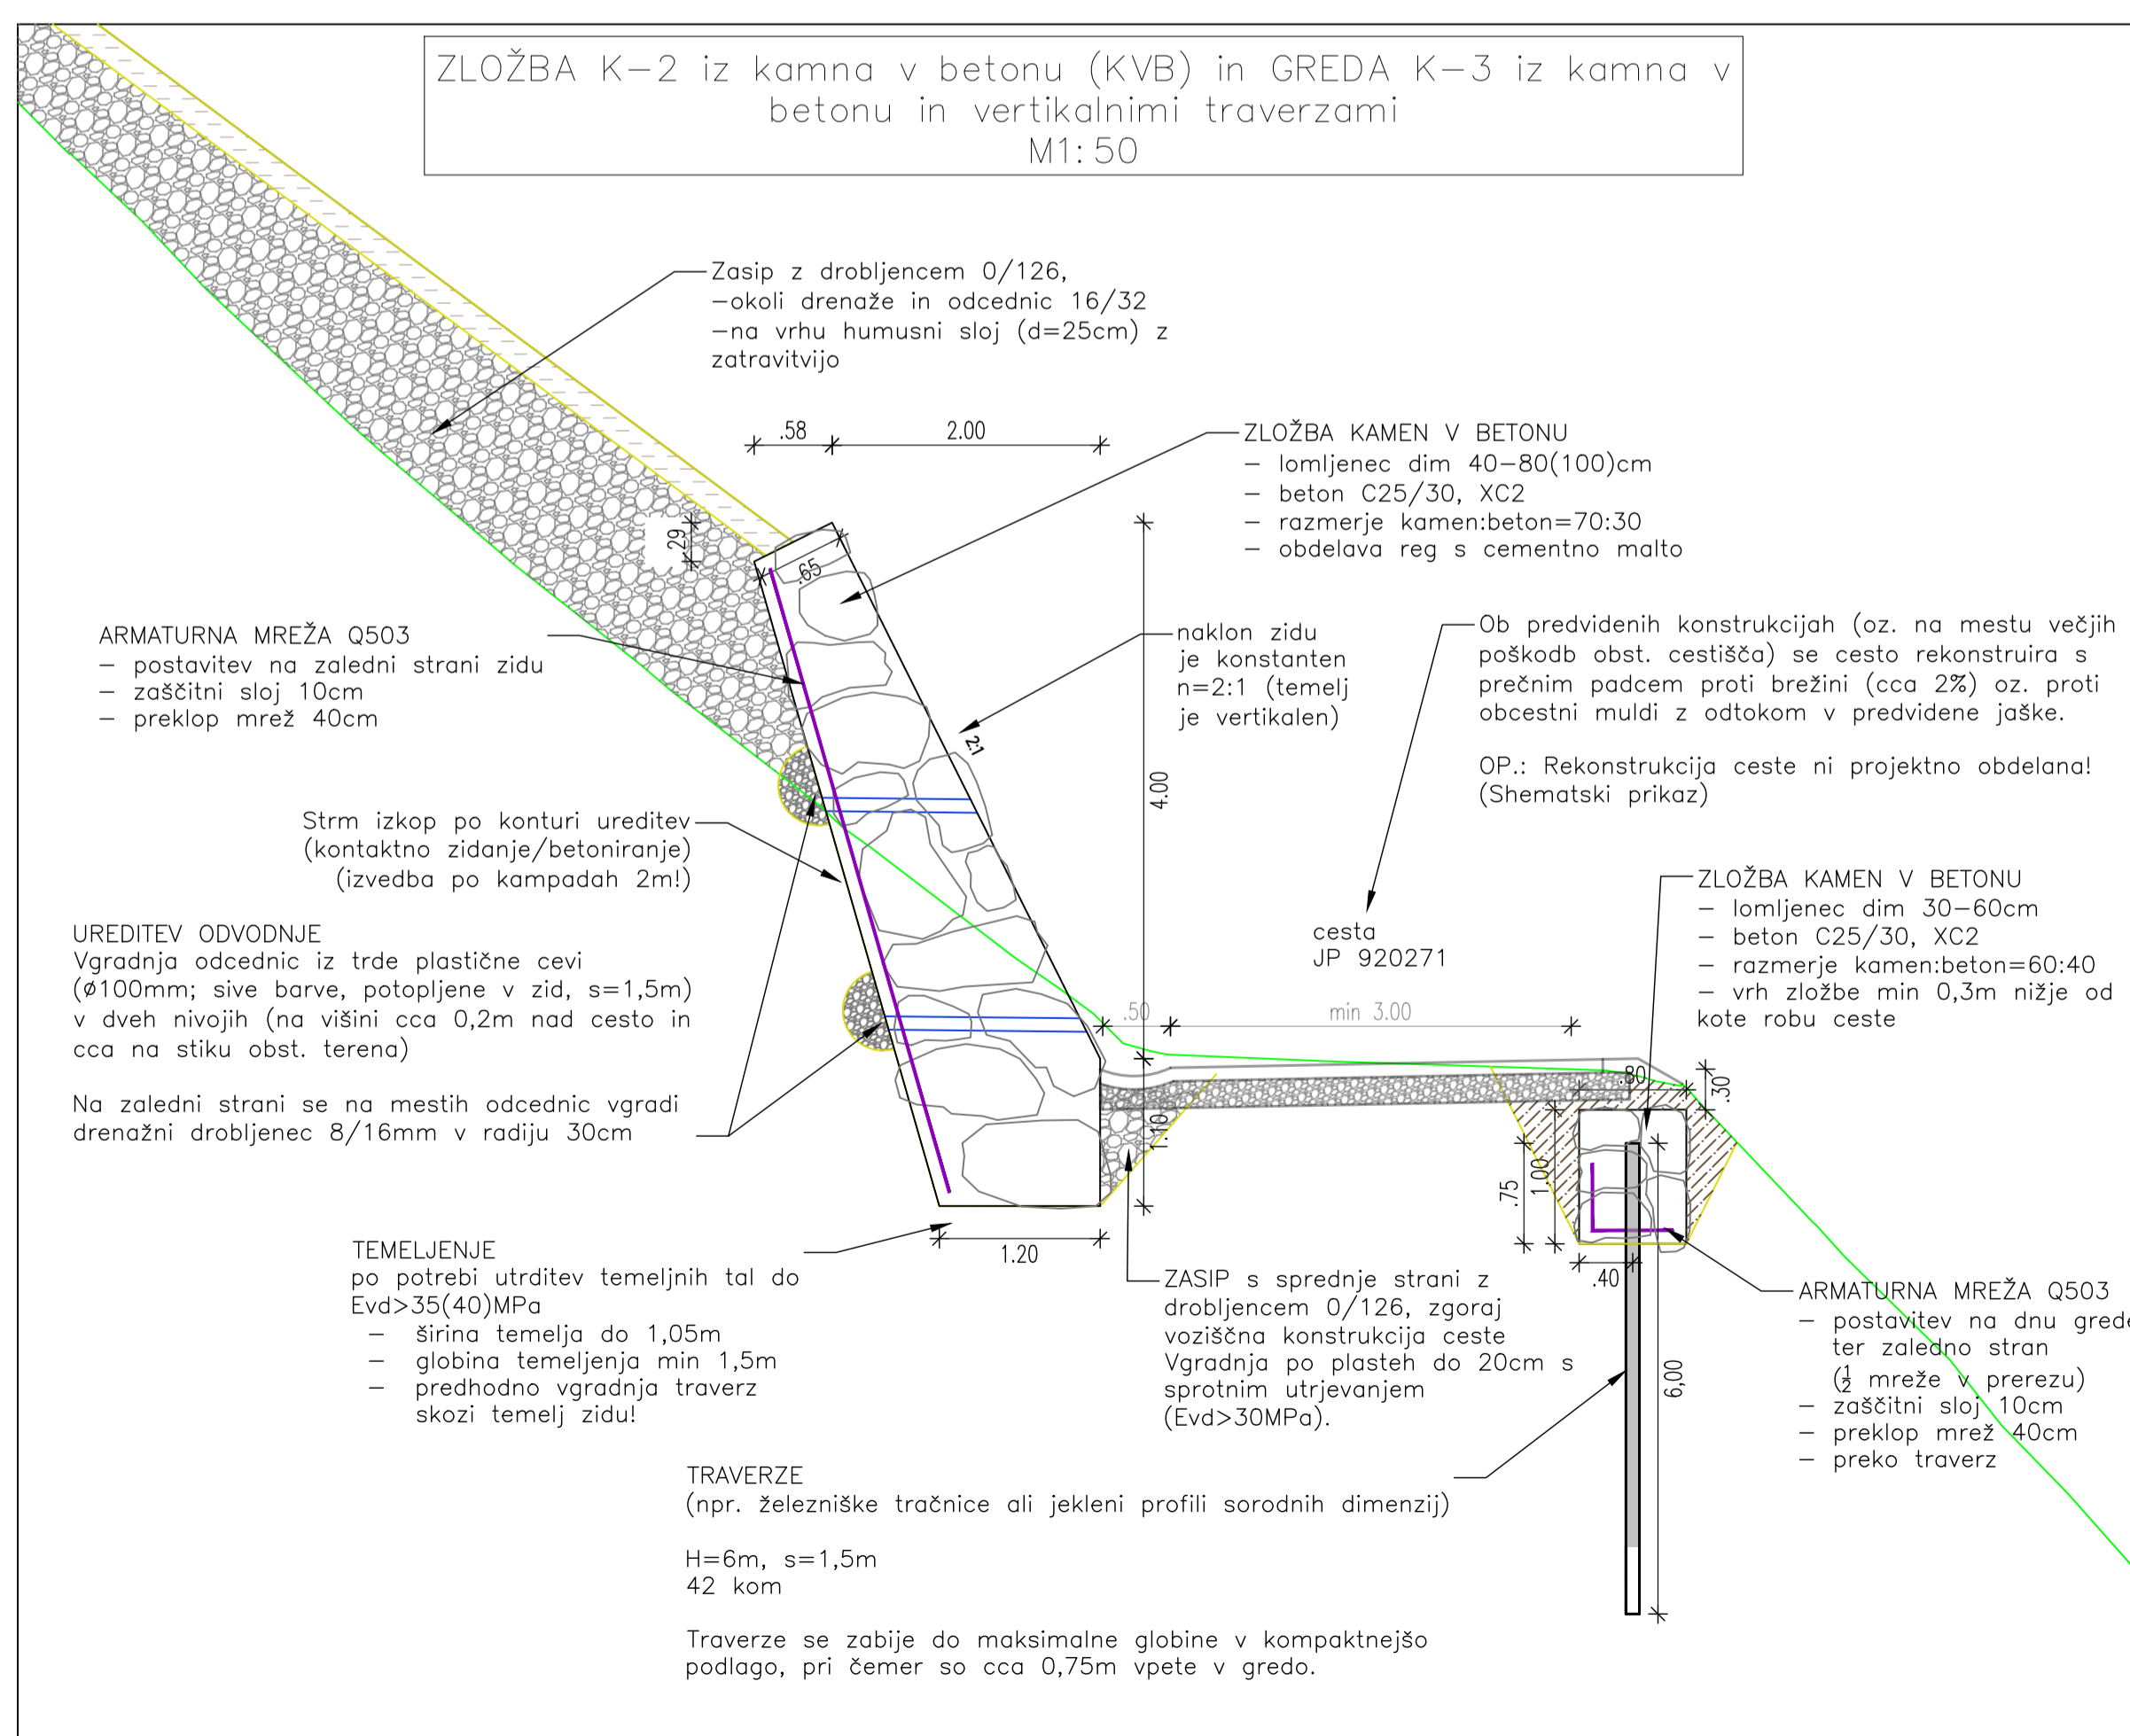 ZLOŽBA K-2 iz kamna v betonu (KVB) in GREDA K-3 iz kamna v
betonu in vertikalnimi traverzami
M1:50
Zasip z drobljencem 0/126,
-okoli drenaže in odcednic 16/32
-na vrhu humusni sloj (d=25cm) z
zatravitvijo
.58
2.00
ZLOŽBA KAMEN V BETONU
- lomljenec dim 40-80(100)cm
- beton C25/30, XC2
- razmerje kamen:beton=70:30
- obdelava reg s cementno malto
.29
.65
ARMATURNA MREŽA Q503
- postavitev na zaledni strani zidu
- zaščitni sloj 10cm
- preklop mrež 40cm
naklon zidu
je konstanten
n=2:1 (temelj
je vertikalen)
2:1
4.00
Ob predvidenih konstrukcijah (oz. na mestu večjih
poškodb obst. cestišča) se cesto rekonstruira s
prečnim padcem proti brežini (cca 2%) oz. proti
obcestni muldi z odtokom v predvidene jaške.
OP.: Rekonstrukcija ceste ni projektno obdelana!
(Shematski prikaz)
Strm izkop po konturi ureditev
(kontaktno zidanje/betoniranje)
(izvedba po kampadah 2m!)
UREDITEV ODVODNJE
Vgradnja odcednic iz trde plastične cevi
(ø100mm; sive barve, potopljene v zid, s=1,5m)
v dveh nivojih (na višini cca 0,2m nad cesto in
cca na stiku obst. terena)
Na zaledni strani se na mestih odcednic vgradi
drenažni drobljenec 8/16mm v radiju 30cm
cesta
JP 920271
ZLOŽBA KAMEN V BETONU
- lomljenec dim 30-60cm
- beton C25/30, XC2
- razmerje kamen:beton=60:40
- vrh zložbe min 0,3m nižje od
kote robu ceste
.50
min 3.00
.80
.30
1.10
.75
1.00
.40
1.20
6,00
TEMELJENJE
po potrebi utrditev temeljnih tal do
Evd>35(40)MPa
- širina temelja do 1,05m
- globina temeljenja min 1,5m
- predhodno vgradnja traverz
skozi temelj zidu!
ZASIP s sprednje strani z
drobljencem 0/126, zgoraj
voziščna konstrukcija ceste
Vgradnja po plasteh do 20cm s
sprotnim utrjevanjem
(Evd>30MPa).
ARMATURNA MREŽA Q503
- postavitev na dnu grede
ter zaledno stran
(½ mreže v prerezu)
- zaščitni sloj 10cm
- preklop mrež 40cm
- preko traverz
TRAVERZE
(npr. železniške tračnice ali jekleni profili sorodnih dimenzij)
H=6m, s=1,5m
42 kom
Traverze se zabije do maksimalne globine v kompaktnejšo
podlago, pri čemer so cca 0,75m vpete v gredo.